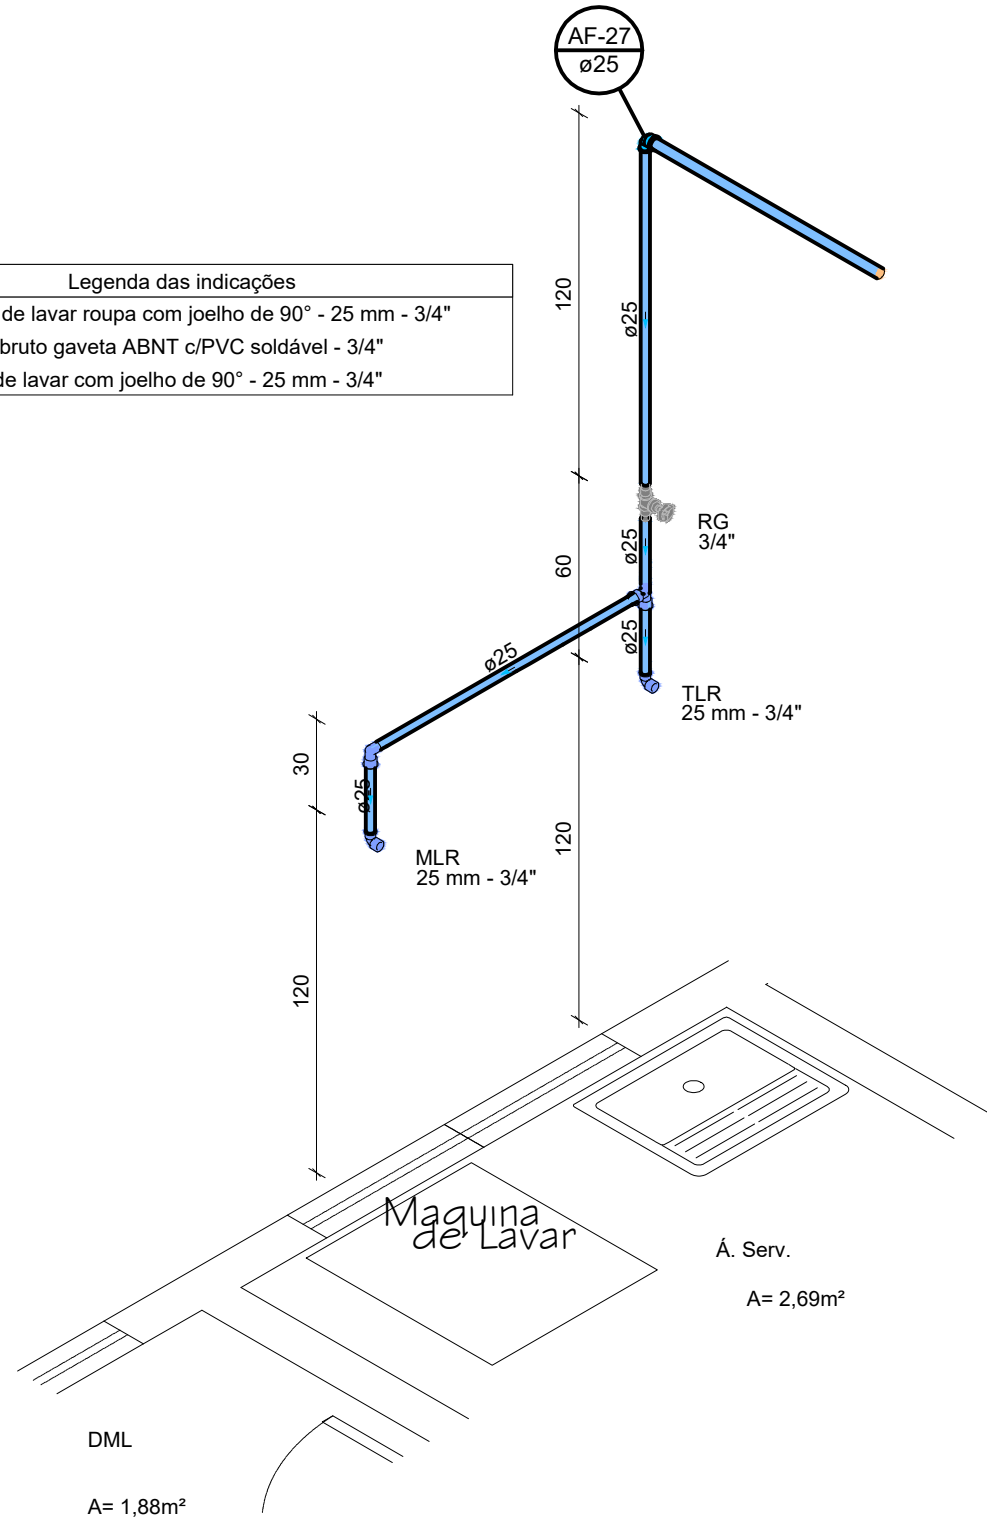 AF-27
ø25
Legenda das indicações
de lavar roupa com joelho de 90° - 25 mm - 3/4"
bruto gaveta ABNT c/PVC soldável - 3/4"
de lavar com joelho de 90° - 25 mm - 3/4"
120
ø25
RG
3/4"
60
ø25
ø25
ø25
TLR
25 mm - 3/4"
30
ø25
MLR
25 mm - 3/4"
120
120
Maquina
de Lavar
Á. Serv.
A= 2,69m²
DML
A= 1,88m²